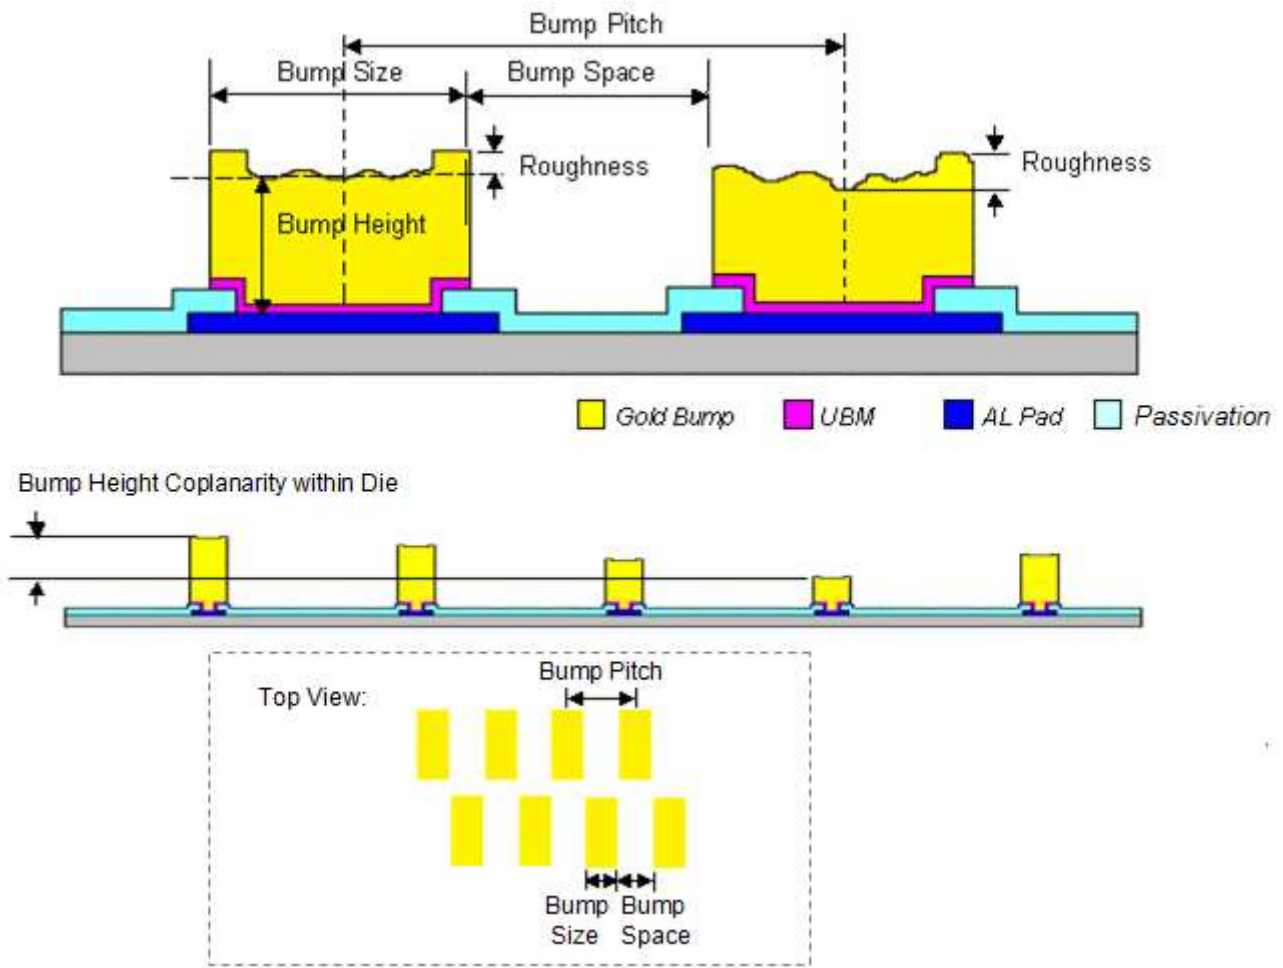 Bump Pitch
Bump Size
Bump Space
Roughness
Roughness
Bump Height
Gold Bump
UBM
AL Pad
Passivation
Bump Height Coplanarity within Die
Bump Pitch
Top View:
Bump
Size
Bump
Space